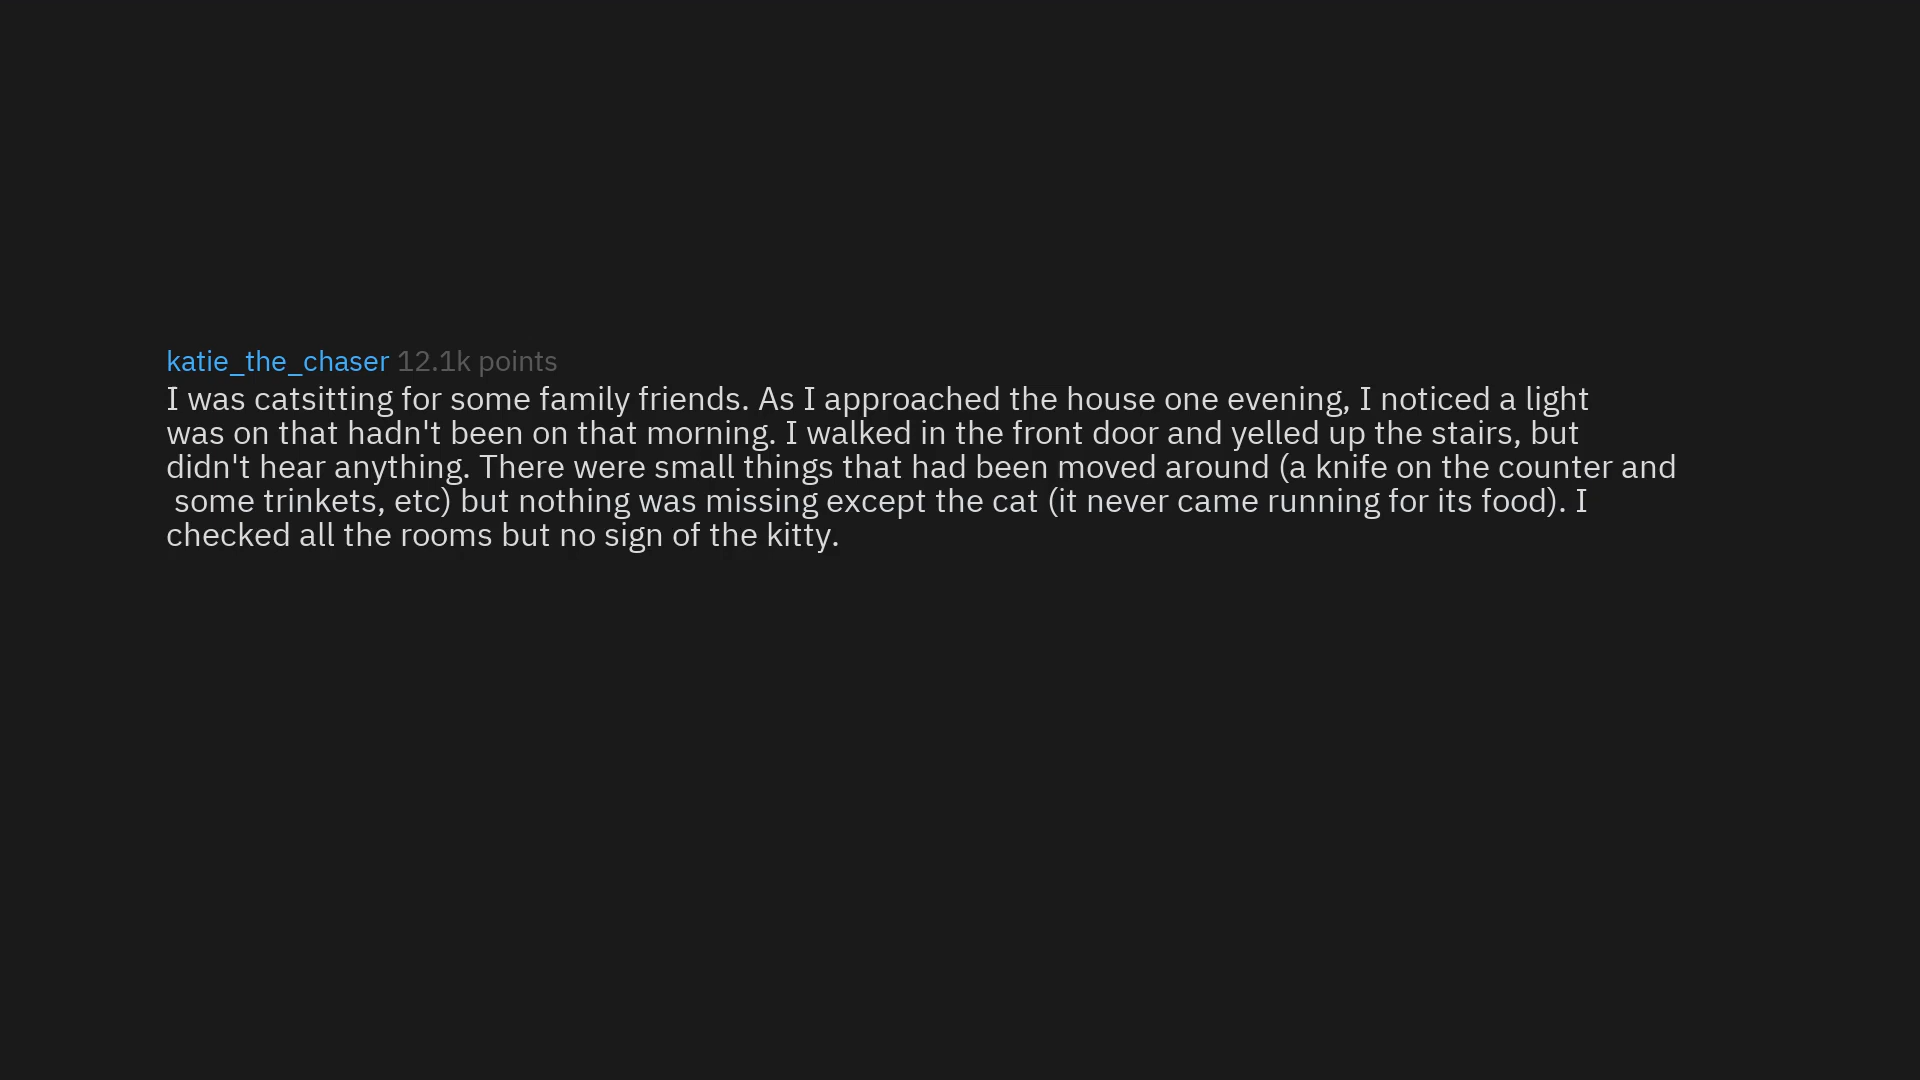 katie_the_chaser 12.1k points
I was catsitting for some family friends. As I approached the house one evening, I noticed a light
was on that hadn't been on that morning. I walked in the front door and yelled up the stairs, but
didn't hear anything. There were small things that had been moved around (a knife on the counter and
some trinkets, etc) but nothing was missing except the cat (it never came running for its food). I
checked all the rooms but no sign of the kitty.